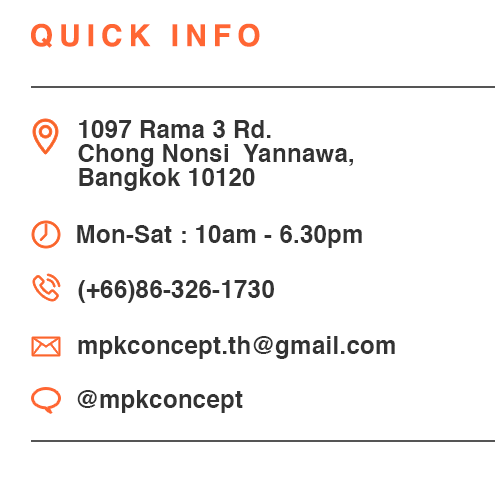 QUICK INFO
1097 Rama 3 Rd.
Chong Nonsi  Yannawa,
Bangkok 10120
Mon-Sat : 10am - 6.30pm
(+66)86-326-1730
mpkconcept.th@gmail.com
@mpkconcept